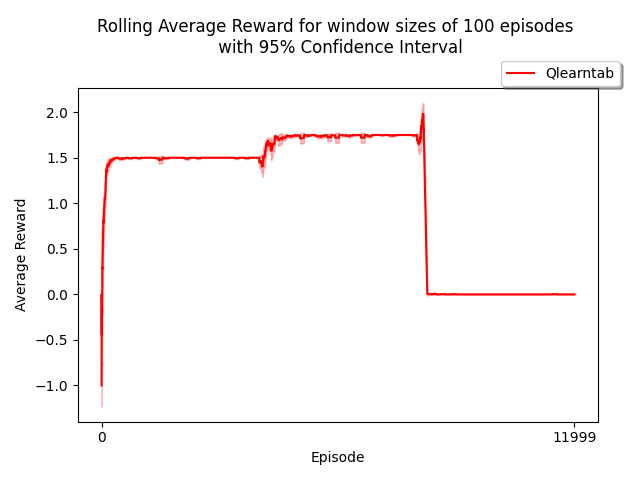 Rolling Average Reward for window sizes of 100 episodes
with 95% Confidence Interval
Qlearntab
2.0
1.5
1.0
0.5
0.0
−0.5
−1.0
Average Reward
0
11999
Episode